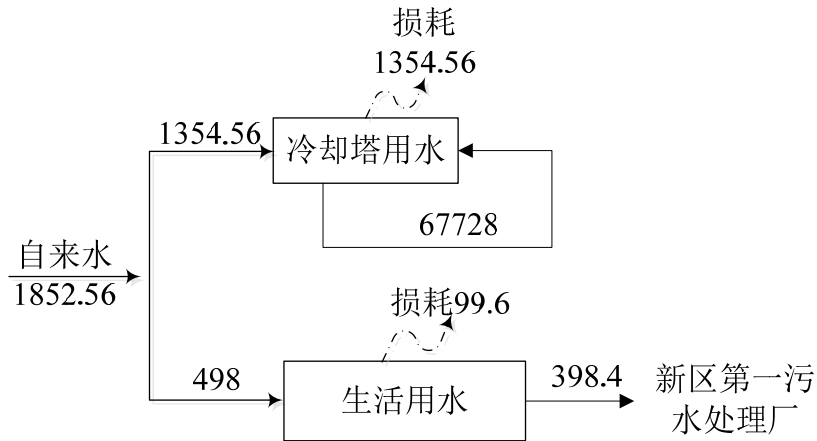 损耗
1354.56
1354.56
冷却塔用水
67728
自来水
1852.56
损耗99.6
498
生活用水
398.4
新区第一污
水处理厂